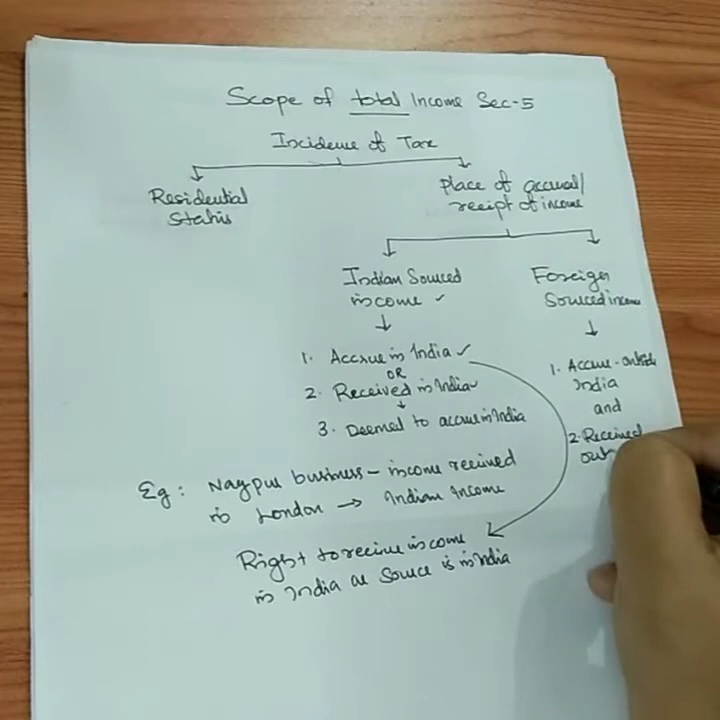 Scope of total Income Sec-5
Incidence of Tax
Residential
Status
Place of accrual/
receipt of income
Indian Sourced
income ✓
Foreign
Sourced income
1. Accrue in India ✓
OR
2. Received in India ✓
3. Deemed to accrue in India
1. Accrue - outside
India
and
2. Received
out
Eg: Nagpur business - income received
in London → Indian Income
Right to receive income
in India as Source is in India